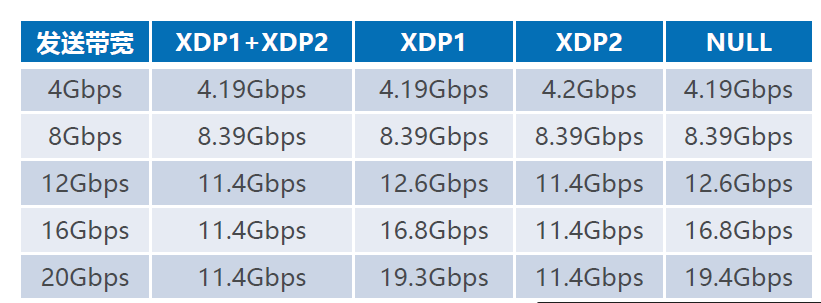 发送带宽 XDP1+XDP2 XDP1 XDP2 NULL
4Gbps 4.19Gbps 4.19Gbps 4.2Gbps 4.19Gbps
8Gbps 8.39Gbps 8.39Gbps 8.39Gbps 8.39Gbps
12Gbps 11.4Gbps 12.6Gbps 11.4Gbps 12.6Gbps
16Gbps 11.4Gbps 16.8Gbps 11.4Gbps 16.8Gbps
20Gbps 11.4Gbps 19.3Gbps 11.4Gbps 19.4Gbps